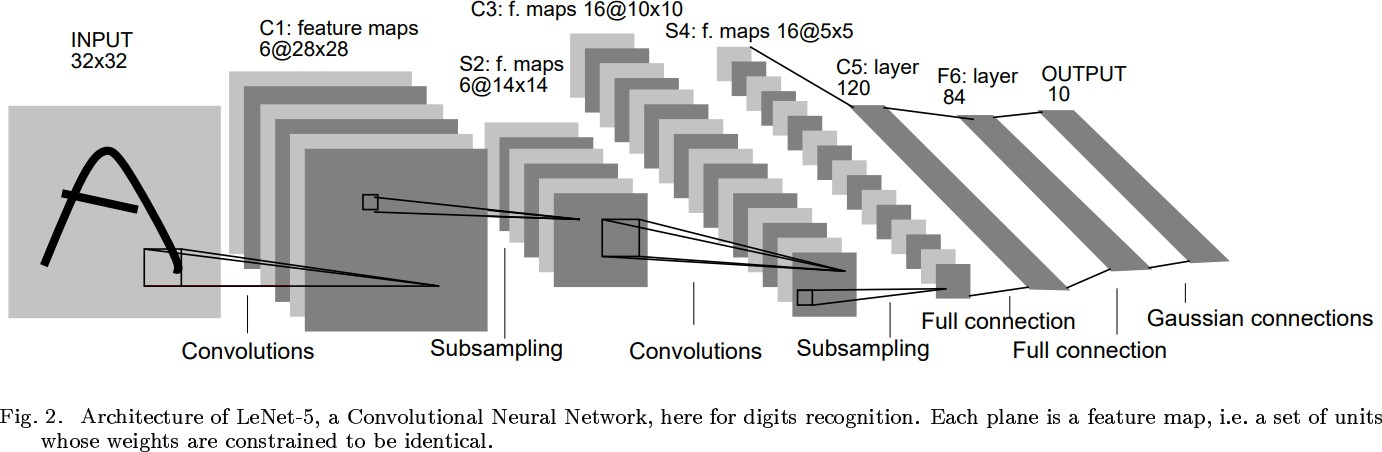 INPUT
32x32
C1: feature maps
6@28x28
S2: f. maps
6@14x14
C3: f. maps 16@10x10
S4: f. maps 16@5x5
C5: layer
120
F6: layer
84
OUTPUT
10
Convolutions
Subsampling
Convolutions
Subsampling
Full connection
Full connection
Gaussian connections
Fig. 2. Architecture of LeNet-5, a Convolutional Neural Network, here for digits recognition. Each plane is a feature map, i.e. a set of units
whose weights are constrained to be identical.